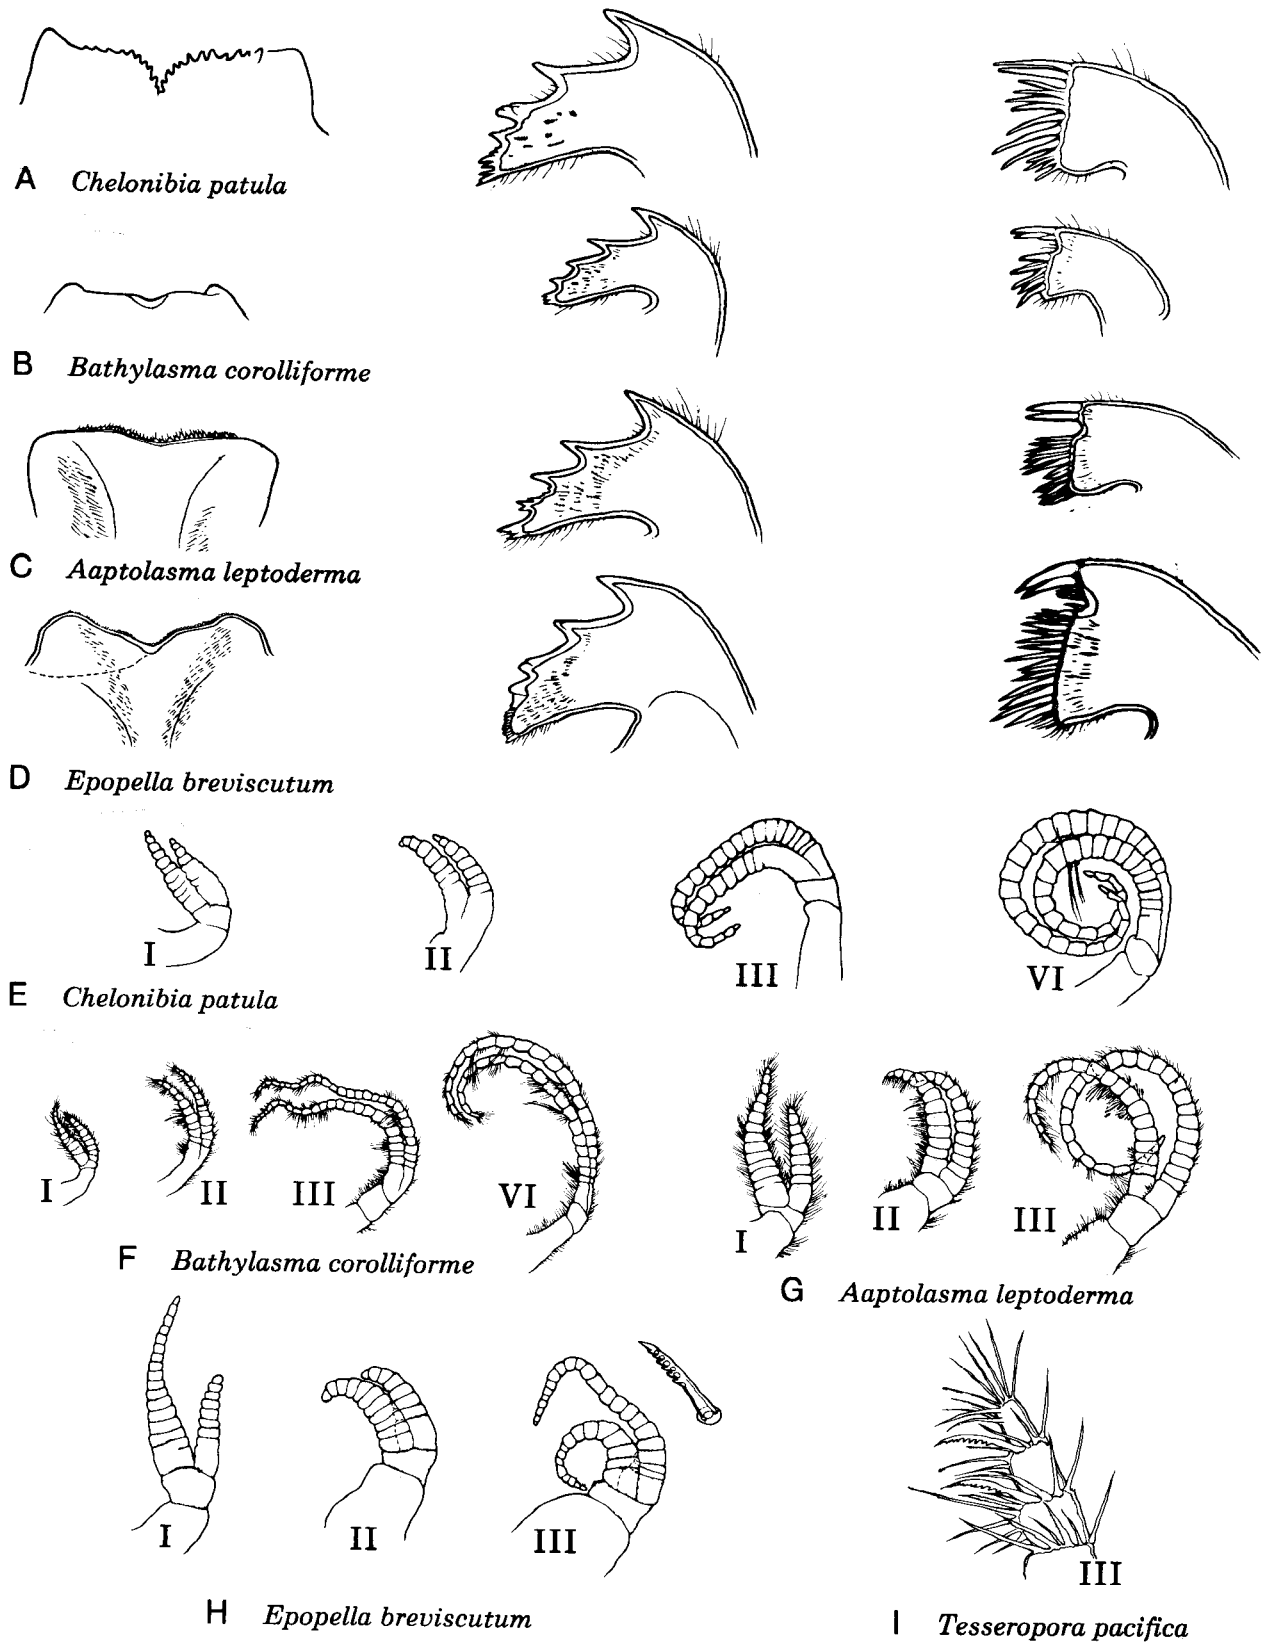 A Chelonibia patula
B Bathylasma corolliforme
C Aaptolasma leptoderma
D Epopella breviscutum
I II III VI
E Chelonibia patula
I II III VI
F Bathylasma corolliforme
I II III
G Aaptolasma leptoderma
I II III
H Epopella breviscutum
III
I Tesseropora pacifica